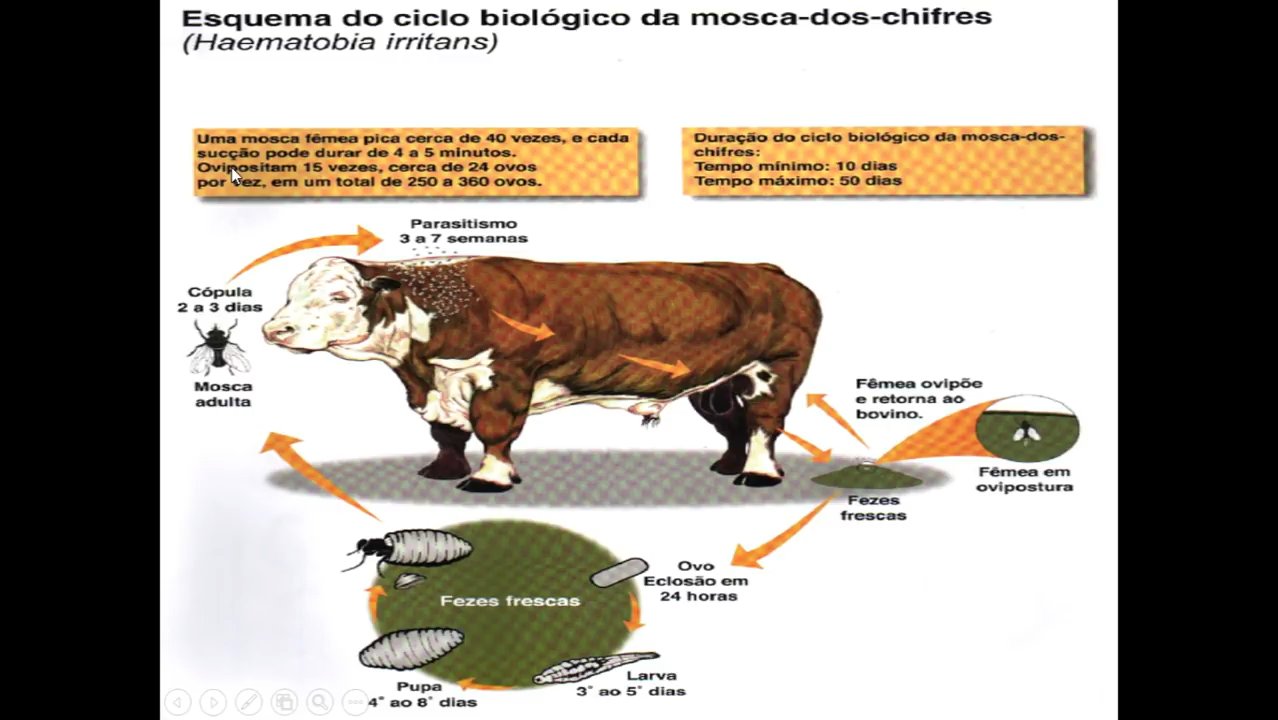 Esquema do ciclo biológico da mosca-dos-chifres
(Haematobia irritans)
Uma mosca fêmea pica cerca de 40 vezes, e cada
sucção pode durar de 4 a 5 minutos.
Ovipositam 15 vezes, cerca de 24 ovos
por vez, em um total de 250 a 360 ovos.
Duração do ciclo biológico da mosca-dos-
chifres:
Tempo mínimo: 10 dias
Tempo máximo: 50 dias
Parasitismo
3 a 7 semanas
Cópula
2 a 3 dias
Mosca
adulta
Fêmea ovipõe
e retorna ao
bovino.
Fêmea em
ovipostura
Fezes
frescas
Ovo
Eclosão em
24 horas
Fezes frescas
Larva
3° ao 5° dias
Pupa
4° ao 8° dias